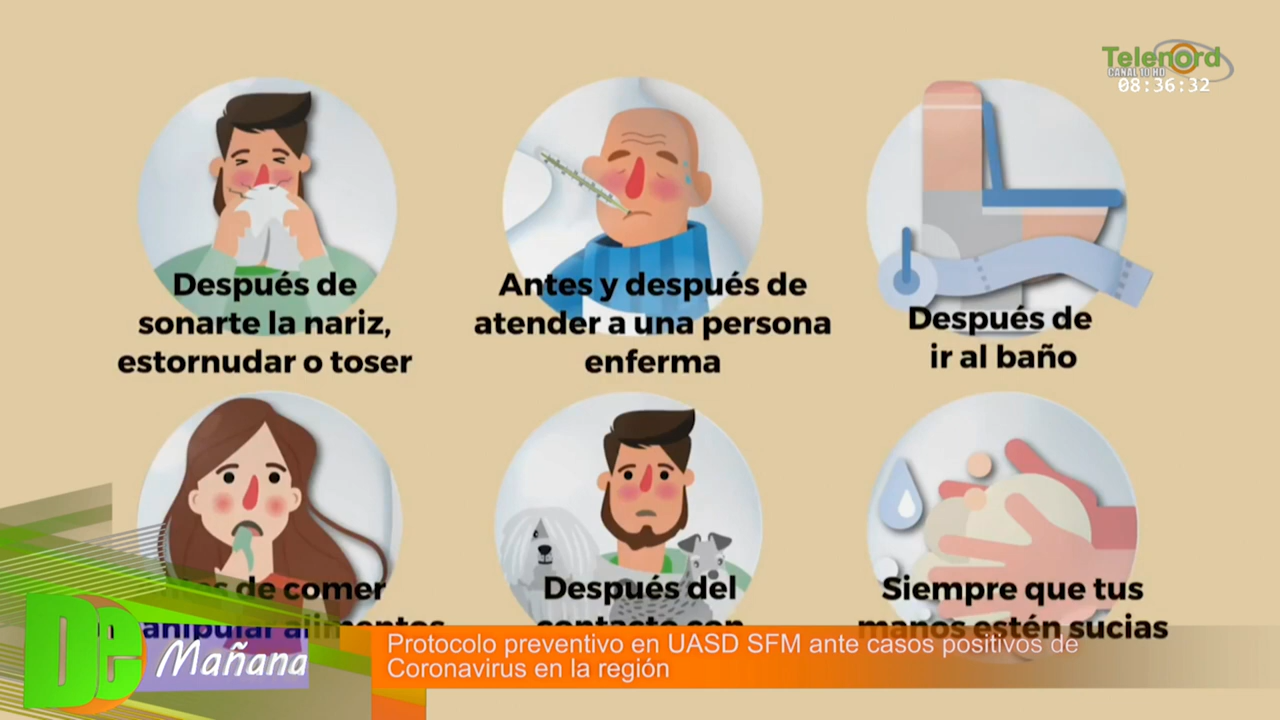 Telenord
CANAL 10 HD
08:36:32
Después de
sonarte la nariz,
estornudar o toser
Antes y después de
atender a una persona
enferma
Después de
ir al baño
de comer
Después del
Siempre que tus
manos estén sucias
De
Mañana
Protocolo preventivo en UASD SFM ante casos positivos de
Coronavirus en la región